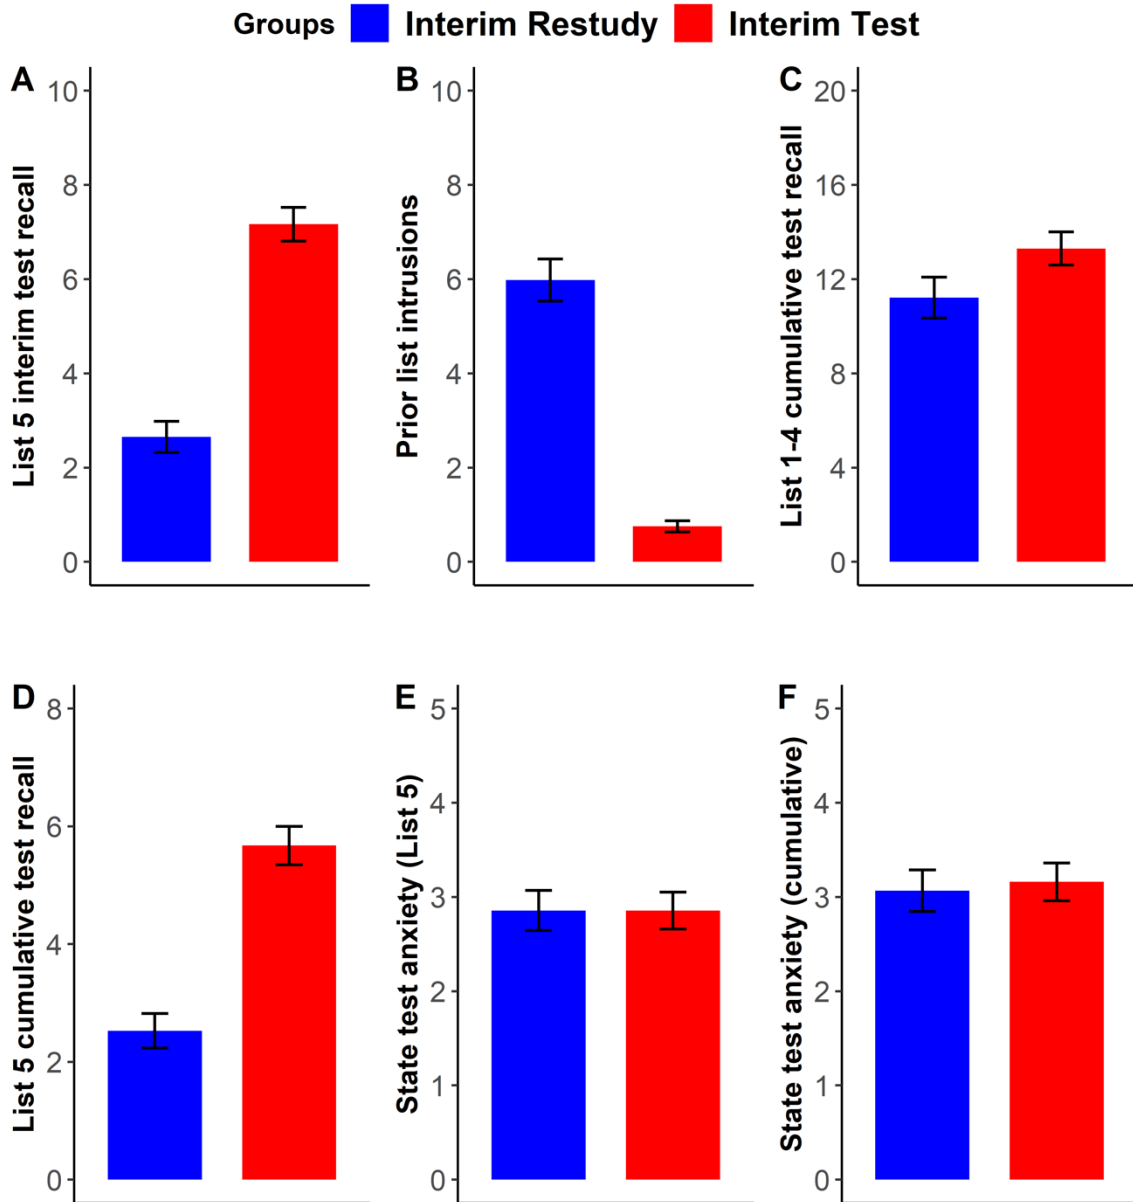 Groups Interim Restudy Interim Test
A
List 5 interim test recall
10
8
6
4
2
0
B
Prior list intrusions
10
8
6
4
2
0
C
List 1-4 cumulative test recall
20
16
12
8
4
0
D
List 5 cumulative test recall
8
6
4
2
0
E
State test anxiety (List 5)
5
4
3
2
1
0
F
State test anxiety (cumulative)
5
4
3
2
1
0